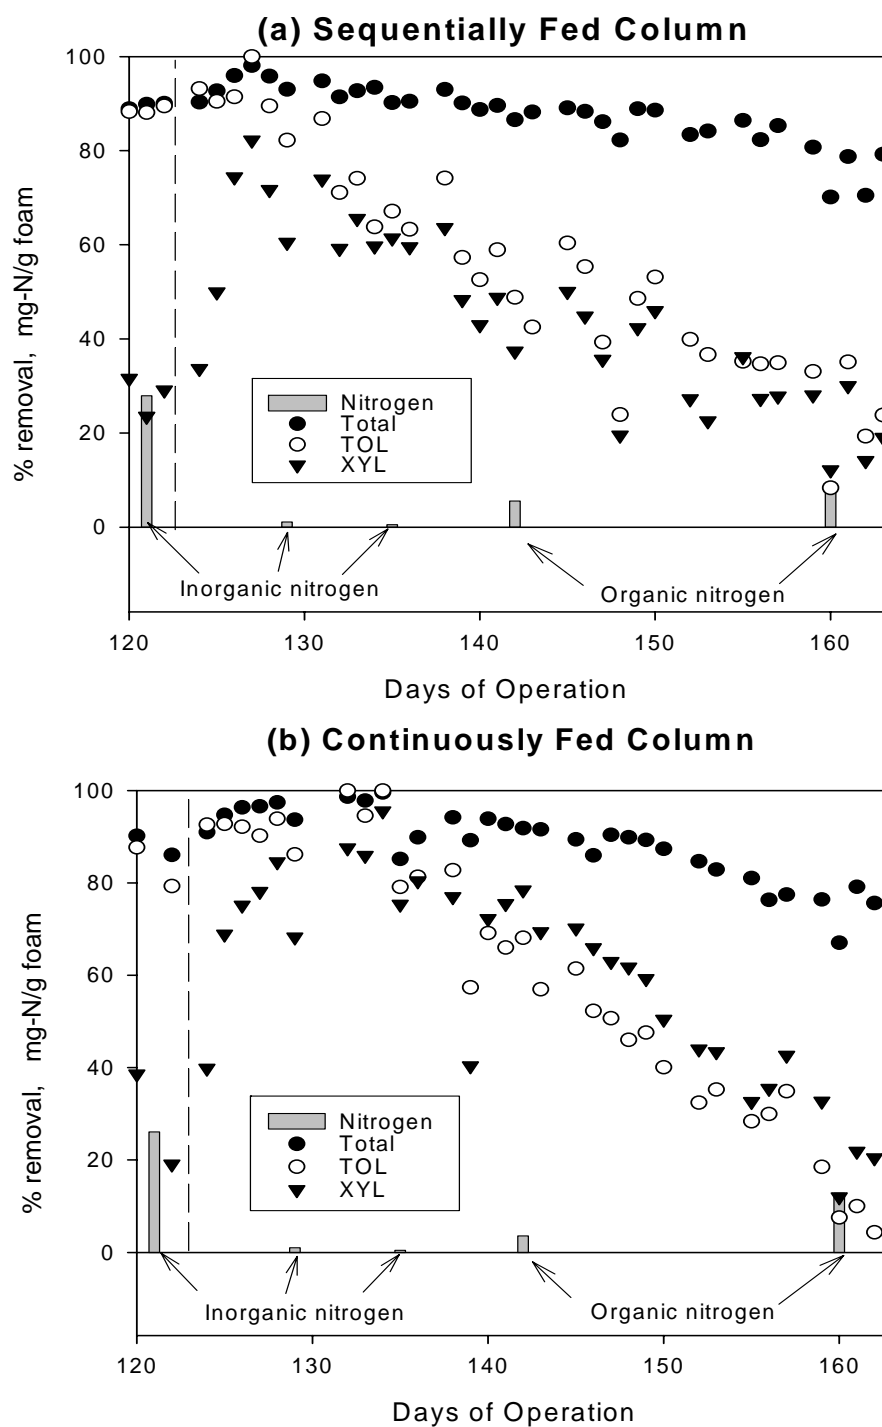 (a) Sequentially Fed Column
100
80
60
40
20
0
% removal, mg-N/g foam
Nitrogen
Total
TOL
XYL
Inorganic nitrogen
Organic nitrogen
120 130 140 150 160
Days of Operation
(b) Continuously Fed Column
100
80
60
40
20
0
% removal, mg-N/g foam
Nitrogen
Total
TOL
XYL
Inorganic nitrogen
Organic nitrogen
120 130 140 150 160
Days of Operation